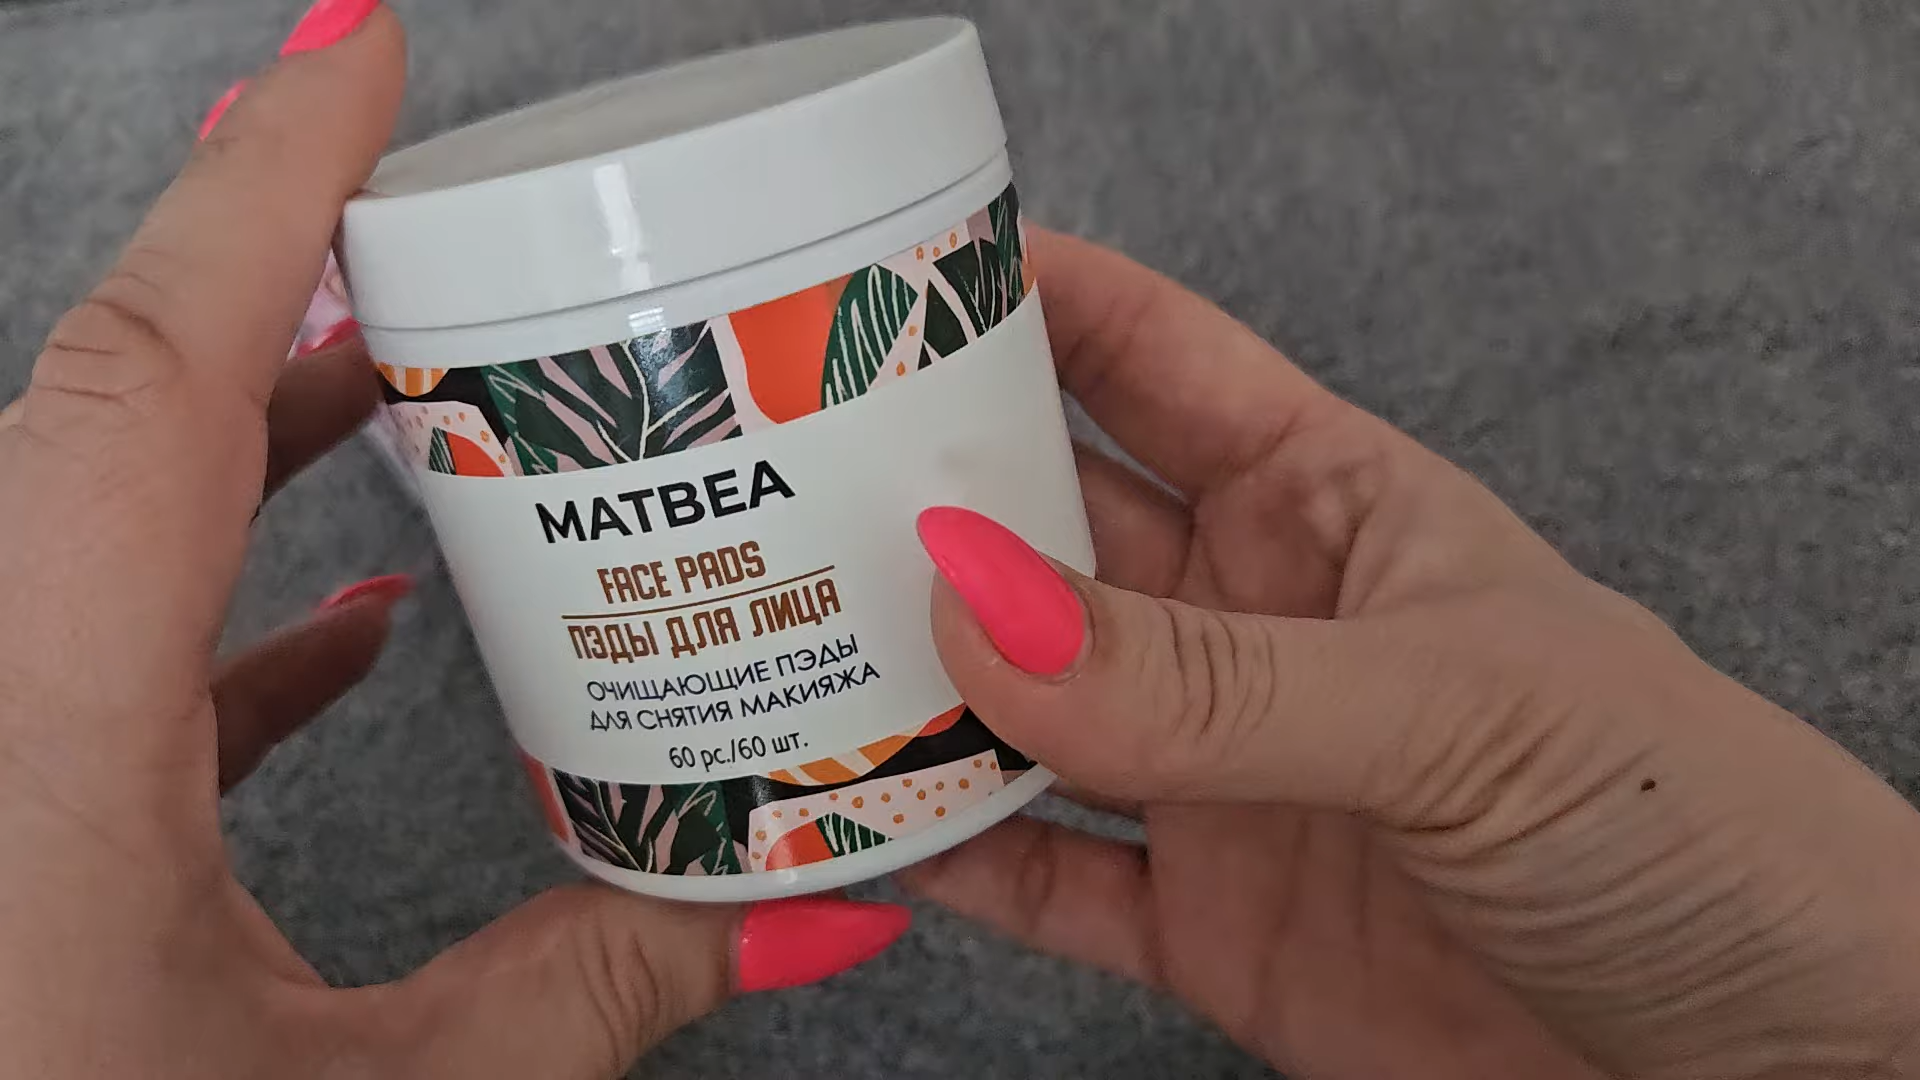 MATBEA
FACE PADS
ПЭДЫ ДЛЯ ЛИЦА
ОЧИЩАЮЩИЕ ПЭДЫ
ДЛЯ СНЯТИЯ МАКИЯЖА
60 pc./60 шт.